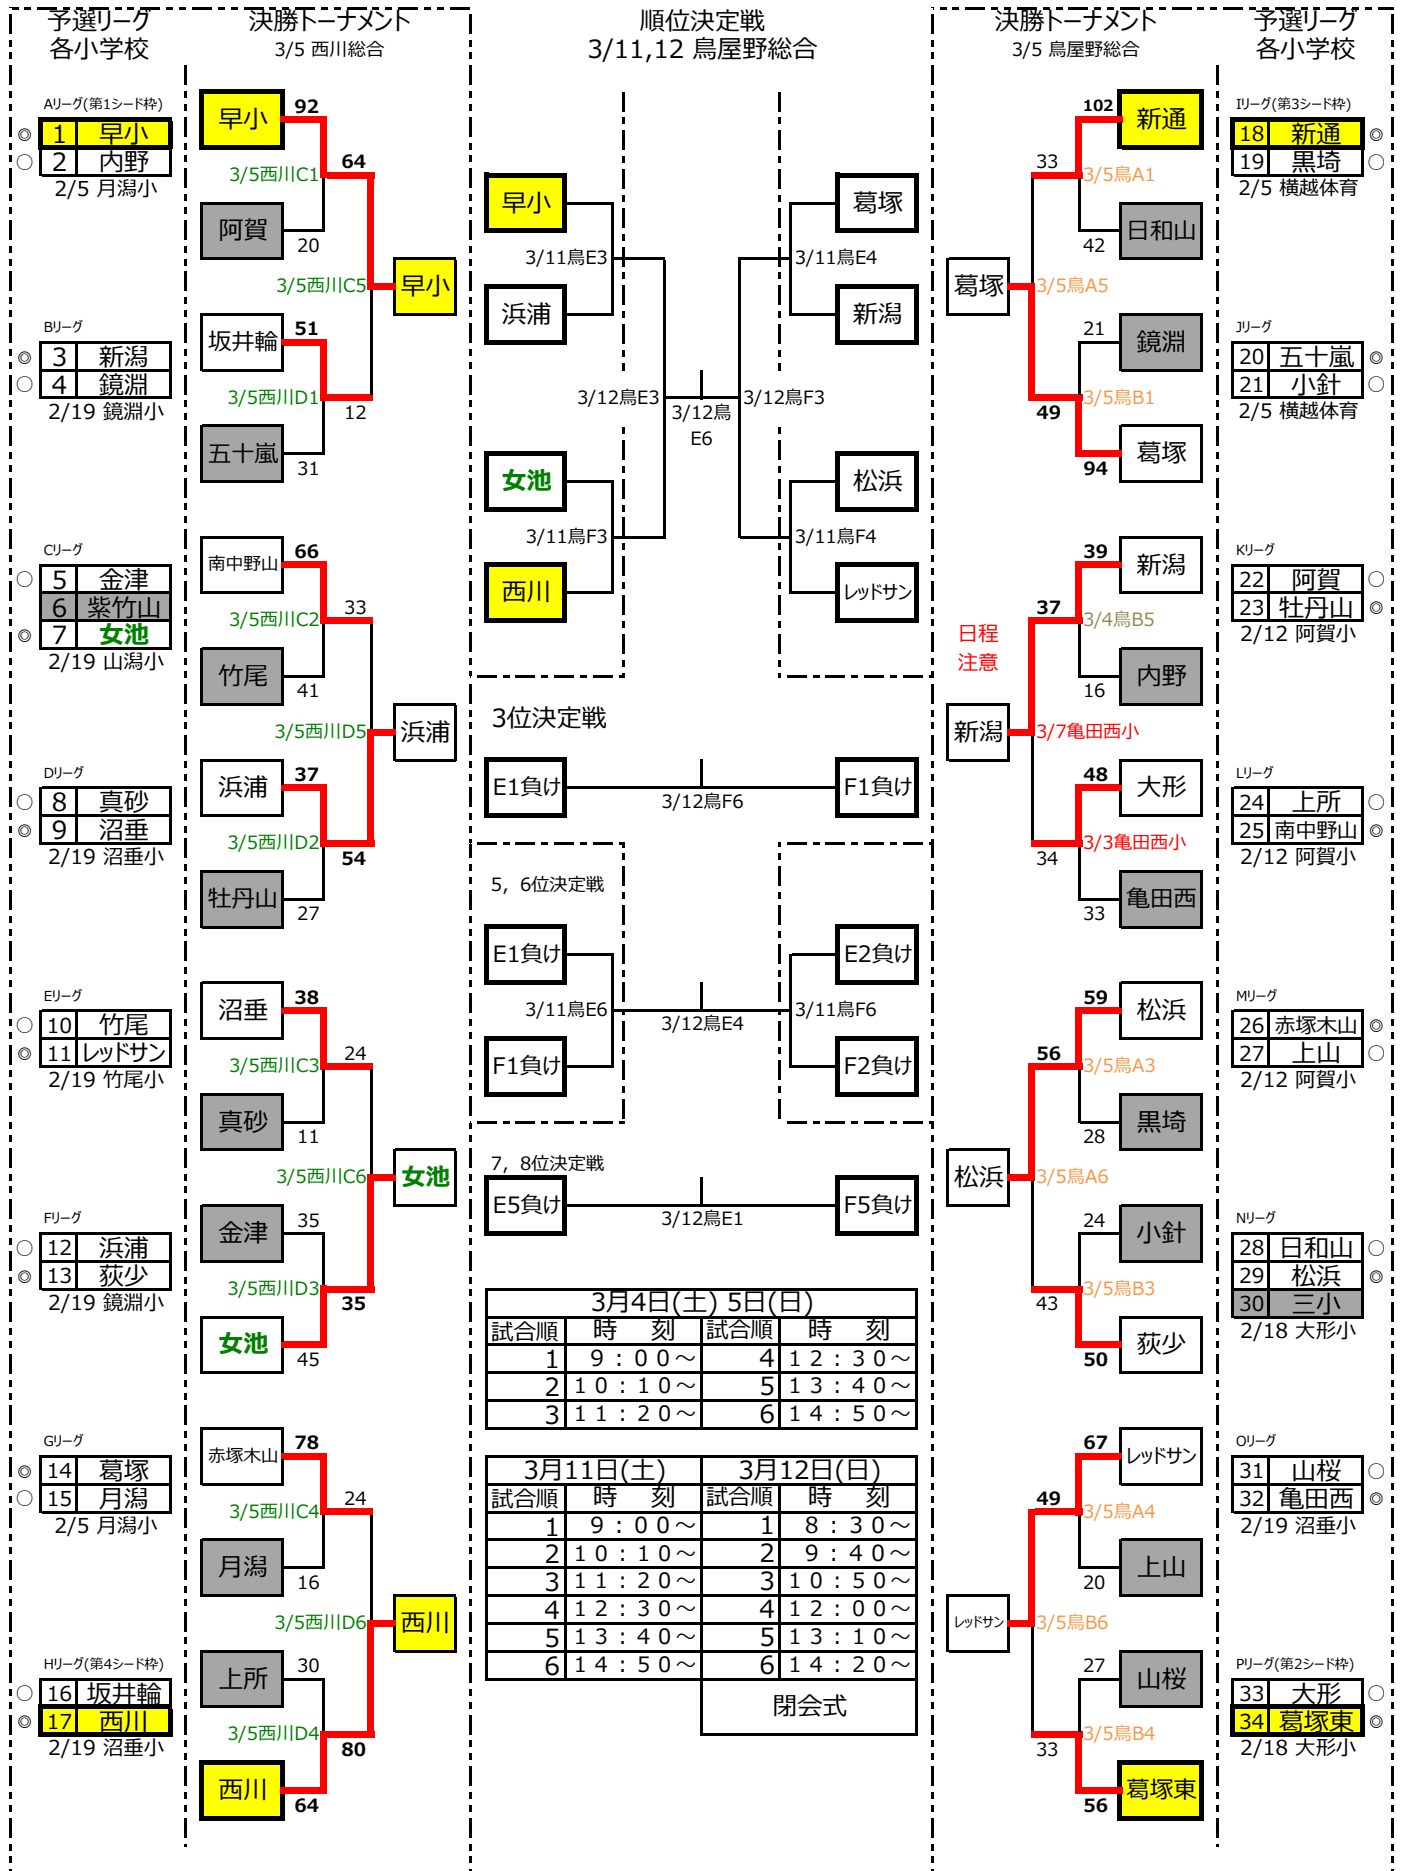 予選リーグ
各小学校
決勝トーナメント
3/5 西川総合
順位決定戦
3/11,12 鳥屋野総合
決勝トーナメント
3/5 鳥屋野総合
予選リーグ
各小学校
Aリーグ(第1シード枠)
◎ 1 早小
○ 2 内野
2/5 月潟小
Bリーグ
◎ 3 新潟
○ 4 鏡淵
2/19 鏡淵小
Cリーグ
○ 5 金津
6 紫竹山
◎ 7 女池
2/19 山潟小
Dリーグ
○ 8 真砂
◎ 9 沼垂
2/19 沼垂小
Eリーグ
○ 10 竹尾
◎ 11 レッドサン
2/19 竹尾小
Fリーグ
○ 12 浜浦
◎ 13 荻少
2/19 鏡淵小
Gリーグ
◎ 14 葛塚
○ 15 月潟
2/5 月潟小
Hリーグ(第4シード枠)
○ 16 坂井輪
◎ 17 西川
2/19 沼垂小
早小 92
3/5西川C1 64
阿賀 20
3/5西川C5 早小
坂井輪 51
3/5西川D1 12
五十嵐 31
南中野山 66
3/5西川C2 33
竹尾 41
3/5西川D5 浜浦
浜浦 37
3/5西川D2 54
牡丹山 27
沼垂 38
3/5西川C3 24
真砂 11
3/5西川C6 女池
金津 35
3/5西川D3 35
女池 45
赤塚木山 78
3/5西川C4 24
月潟 16
3/5西川D6 西川
上所 30
3/5西川D4 80
西川 64
早小 葛塚
3/11鳥E3 3/11鳥E4
浜浦 新潟
3/12鳥E3 3/12鳥E6 3/12鳥F3
女池 松浜
3/11鳥F3 3/11鳥F4
西川 レッドサン
3位決定戦
E1負け 3/12鳥F6 F1負け
5，6位決定戦
E1負け E2負け
3/11鳥E6 3/12鳥E4 3/11鳥F6
F1負け F2負け
7，8位決定戦
E5負け 3/12鳥E1 F5負け
3月4日(土) 5日(日)
試合順 時 刻 試合順 時 刻
1 9：00～ 4 12：30～
2 10：10～ 5 13：40～
3 11：20～ 6 14：50～
3月11日(土) 3月12日(日)
試合順 時 刻 試合順 時 刻
1 9：00～ 1 8：30～
2 10：10～ 2 9：40～
3 11：20～ 3 10：50～
4 12：30～ 4 12：00～
5 13：40～ 5 13：10～
6 14：50～ 6 14：20～
閉会式
102 新通
33 3/5鳥A1
42 日和山
葛塚 3/5鳥A5
21 鏡淵
49 3/5鳥B1
94 葛塚
39 新潟
37 3/4鳥B5
日程
注意
16 内野
新潟 3/7亀田西小
48 大形
34 3/3亀田西小
33 亀田西
59 松浜
56 3/5鳥A3
28 黒埼
松浜 3/5鳥A6
24 小針
43 3/5鳥B3
50 荻少
67 レッドサン
49 3/5鳥A4
20 上山
レッドサン 3/5鳥B6
27 山桜
33 3/5鳥B4
56 葛塚東
Iリーグ(第3シード枠)
18 新通 ◎
19 黒埼 ○
2/5 横越体育
Jリーグ
20 五十嵐 ◎
21 小針 ○
2/5 横越体育
Kリーグ
22 阿賀 ○
23 牡丹山 ◎
2/12 阿賀小
Lリーグ
24 上所 ○
25 南中野山 ◎
2/12 阿賀小
Mリーグ
26 赤塚木山 ◎
27 上山 ○
2/12 阿賀小
Nリーグ
28 日和山 ○
29 松浜 ◎
30 三小
2/18 大形小
Oリーグ
31 山桜 ○
32 亀田西 ◎
2/19 沼垂小
Pリーグ(第2シード枠)
33 大形 ○
34 葛塚東 ◎
2/18 大形小